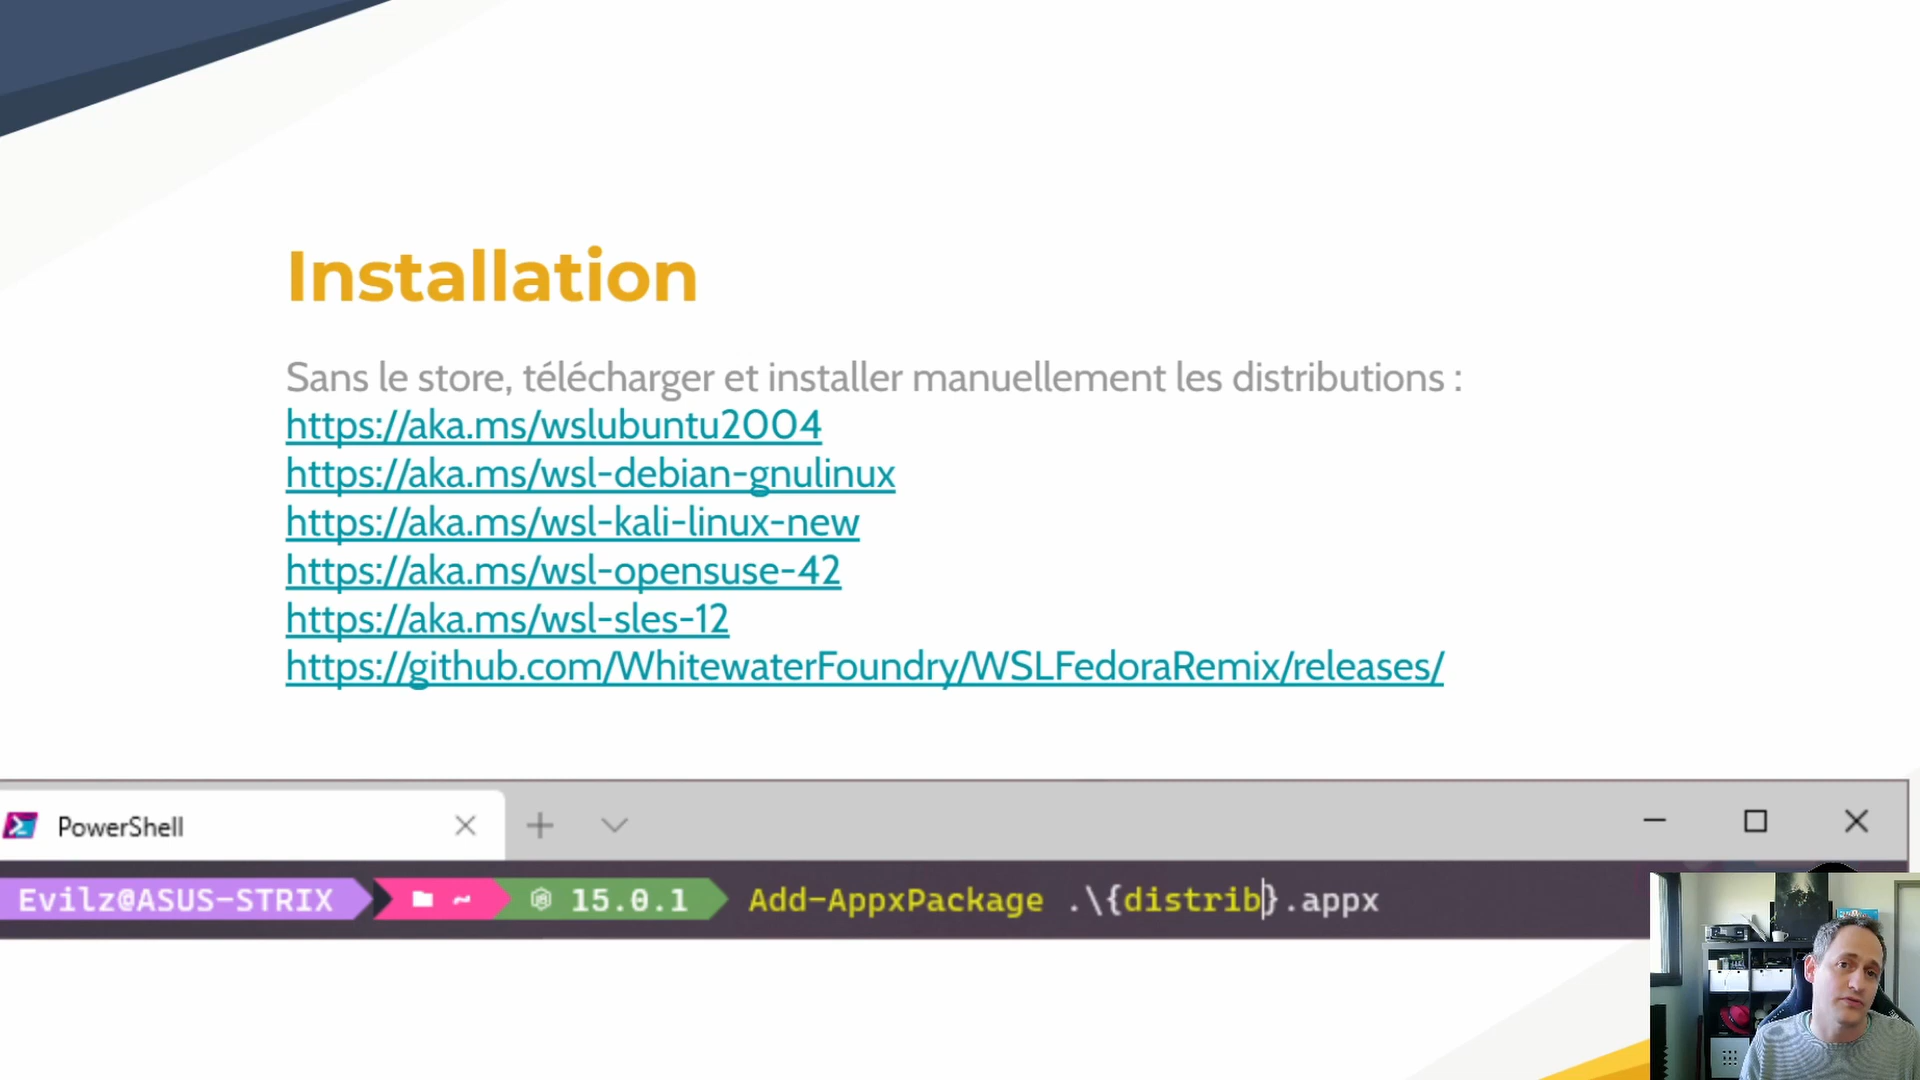 Installation
Sans le store, télécharger et installer manuellement les distributions :
https://aka.ms/wslubuntu2004
https://aka.ms/wsl-debian-gnulinux
https://aka.ms/wsl-kali-linux-new
https://aka.ms/wsl-opensuse-42
https://aka.ms/wsl-sles-12
https://github.com/WhitewaterFoundry/WSLFedoraRemix/releases/
PowerShell
Evilz@ASUS-STRIX ~ 15.0.1 Add-AppxPackage .\{distrib}.appx